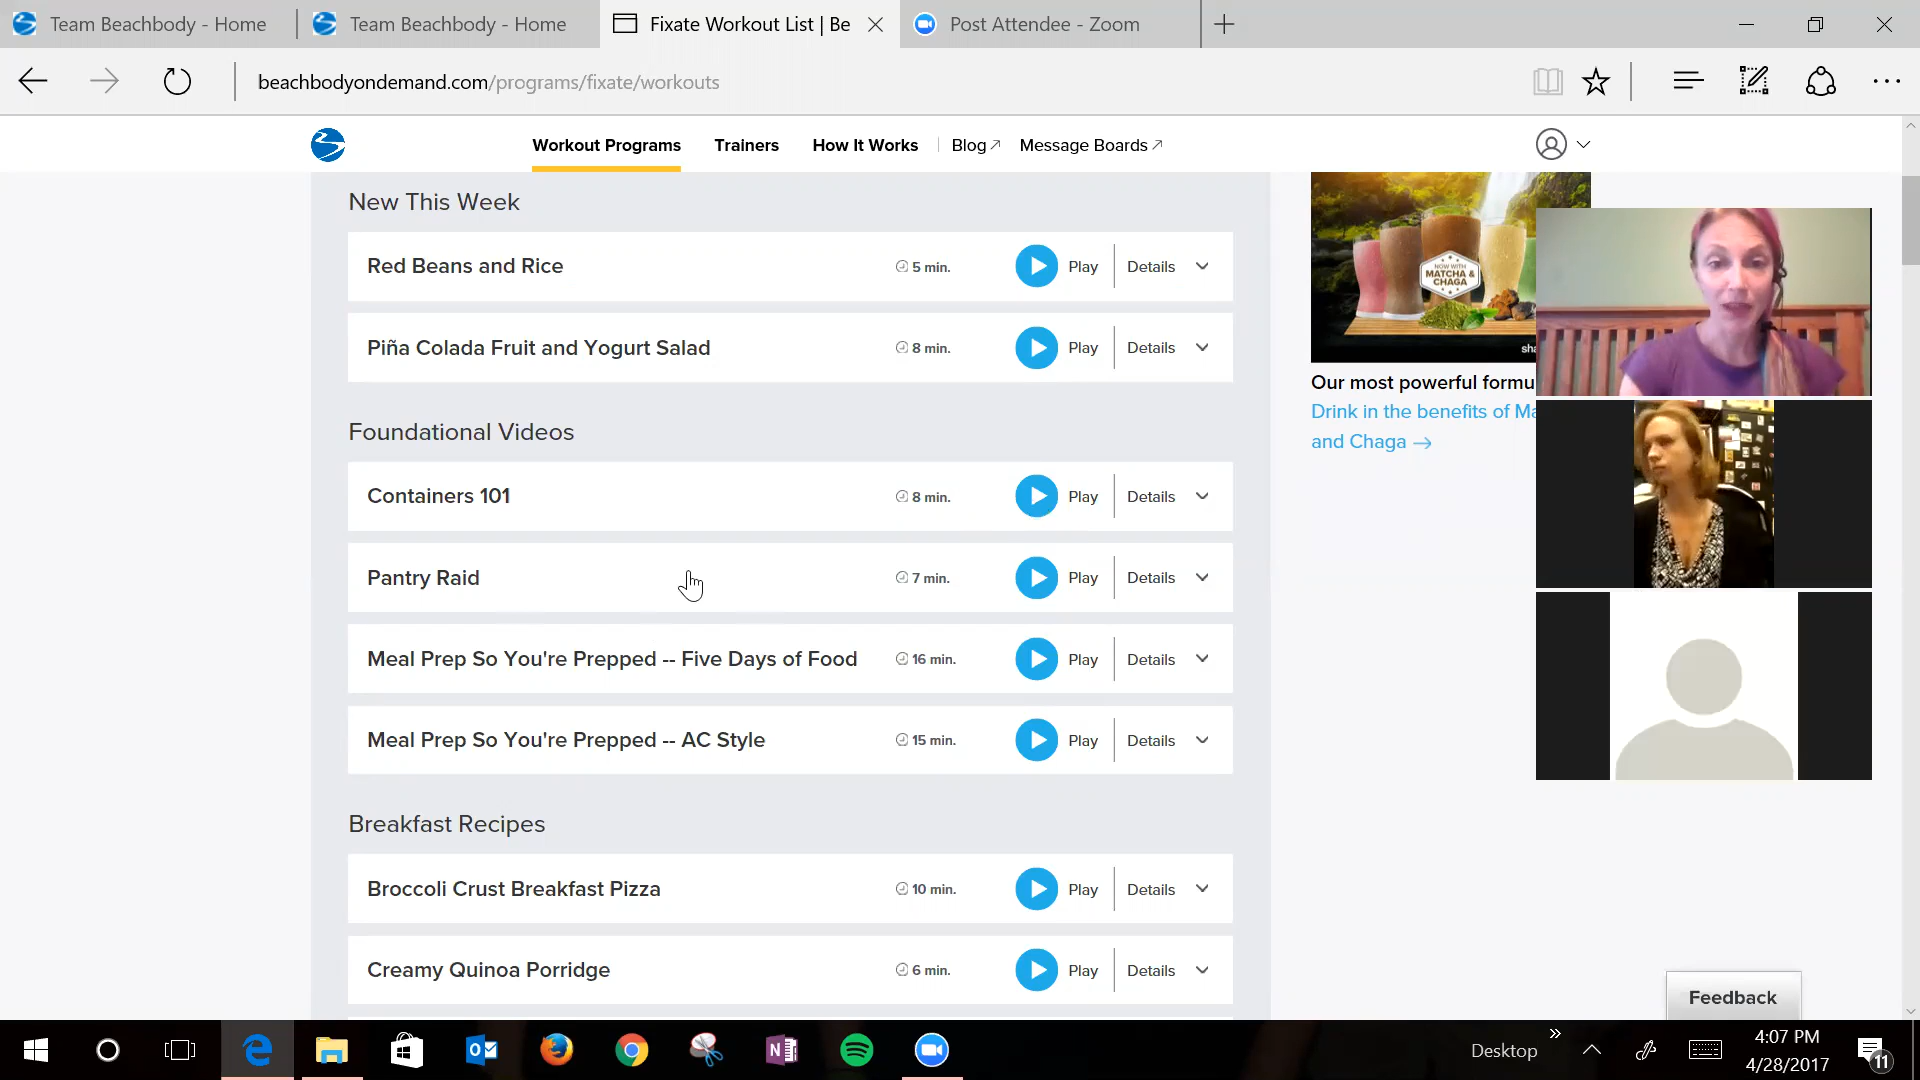 Team Beachbody - Home
Team Beachbody - Home
Fixate Workout List | Be
Post Attendee - Zoom
beachbodyondemand.com/programs/fixate/workouts
Workout Programs
Trainers
How It Works
Blog
Message Boards
New This Week
Red Beans and Rice
5 min.
Play
Details
Piña Colada Fruit and Yogurt Salad
8 min.
Play
Details
NOW WITH
MATCHA &
CHAGA
sha
Our most powerful formu
Drink in the benefits of Ma
and Chaga →
Foundational Videos
Containers 101
8 min.
Play
Details
Pantry Raid
7 min.
Play
Details
Meal Prep So You're Prepped -- Five Days of Food
16 min.
Play
Details
Meal Prep So You're Prepped -- AC Style
15 min.
Play
Details
Breakfast Recipes
Broccoli Crust Breakfast Pizza
10 min.
Play
Details
Creamy Quinoa Porridge
6 min.
Play
Details
Feedback
Desktop
4:07 PM
4/28/2017
11